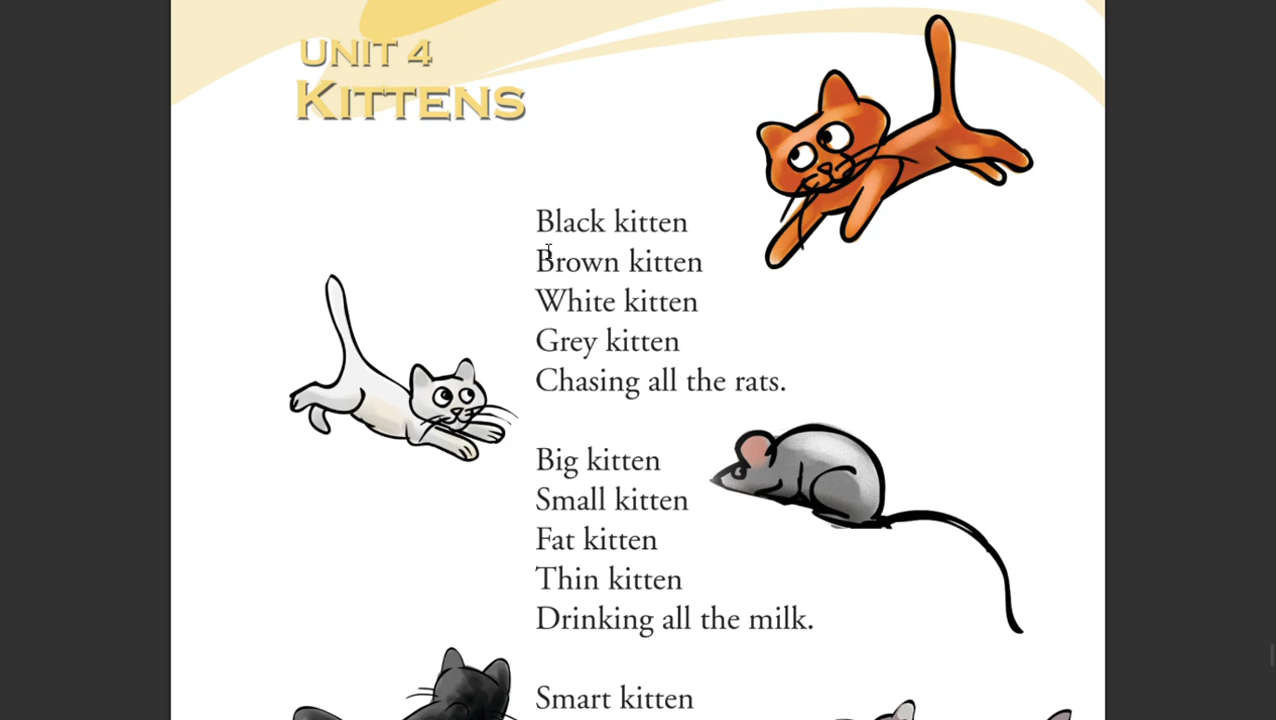 UNIT 4
KITTENS
Black kitten
Brown kitten
White kitten
Grey kitten
Chasing all the rats.
Big kitten
Small kitten
Fat kitten
Thin kitten
Drinking all the milk.
Smart kitten